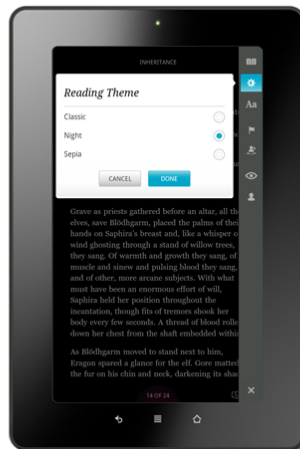 INHERITANCE
Reading Theme
Classic
Night
Sepia
CANCEL DONE
Aa
Grave as priests gathered before an altar, all the
elves, save Blödhgarm, placed the palms of their
hands on Saphira's breast and, like a whisper o
wind ghosting through a stand of willow trees,
they sang. Of warmth and growth they sang, of
muscle and sinew and pulsing blood they sang,
and of other, more arcane subjects. With what
must have been an enormous effort of will,
Saphira held her position throughout the
incantation, though fits of tremors shook her
body every few seconds. A thread of blood rolle
down her chest from the shaft embedded within
As Blödhgarm moved to stand next to him,
Eragon spared a glance for the elf. Gore matted
the fur on his chin and neck, darkening its shad
14 OF 24